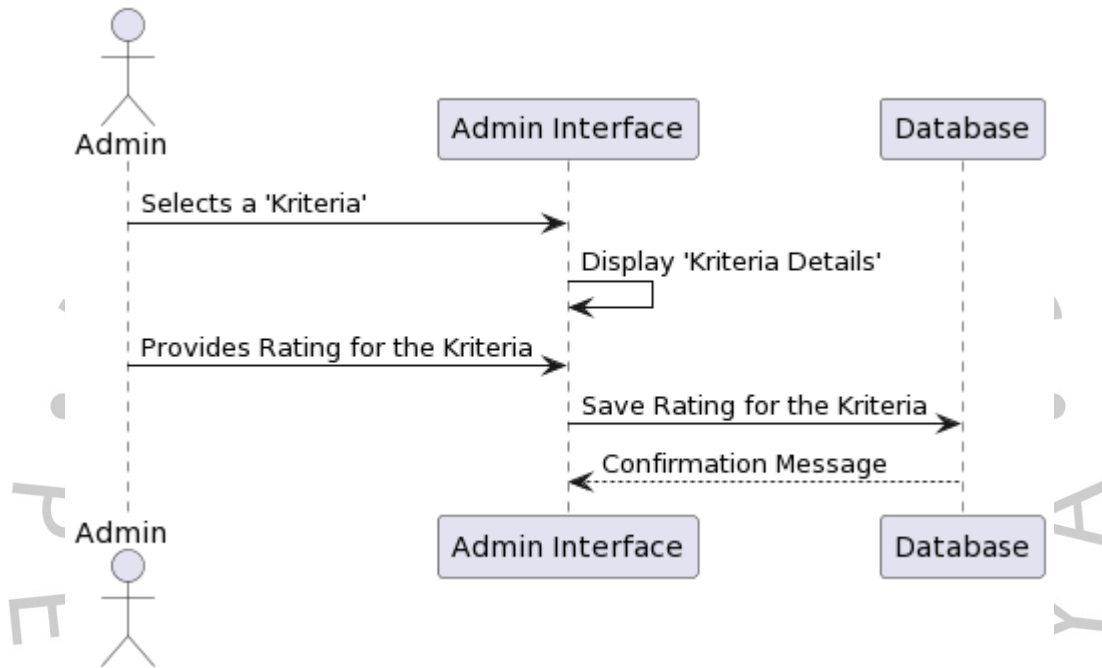 Admin
Admin Interface
Database
Selects a 'Kriteria'
Display 'Kriteria Details'
Provides Rating for the Kriteria
Save Rating for the Kriteria
Confirmation Message
Admin
Admin Interface
Database